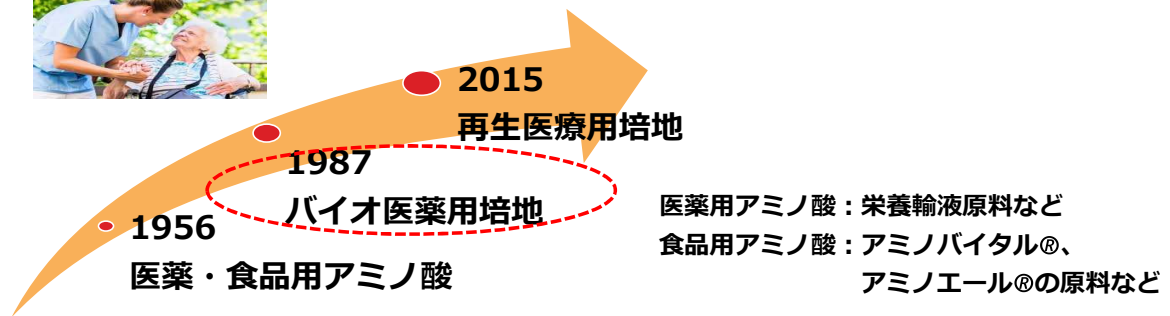 2015
再生医療用培地
1987
バイオ医薬用培地
1956
医薬・食品用アミノ酸
医薬用アミノ酸：栄養輸液原料など
食品用アミノ酸：アミノバイタル®、
アミノエール®の原料など